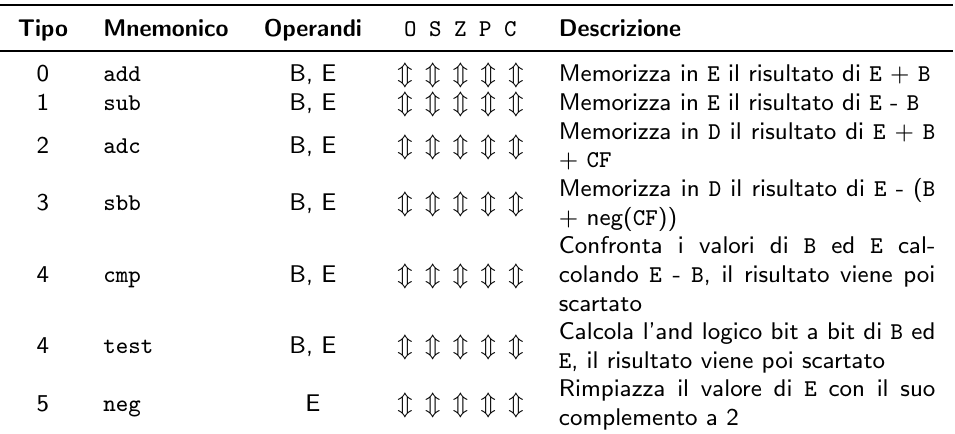 Tipo Mnemonico Operandi O S Z P C Descrizione
0 add B, E ⇕ ⇕ ⇕ ⇕ ⇕ Memorizza in E il risultato di E + B
1 sub B, E ⇕ ⇕ ⇕ ⇕ ⇕ Memorizza in E il risultato di E - B
2 adc B, E ⇕ ⇕ ⇕ ⇕ ⇕ Memorizza in D il risultato di E + B
+ CF
3 sbb B, E ⇕ ⇕ ⇕ ⇕ ⇕ Memorizza in D il risultato di E - (B
+ neg(CF))
Confronta i valori di B ed E cal-
4 cmp B, E ⇕ ⇕ ⇕ ⇕ ⇕ colando E - B, il risultato viene poi
scartato
4 test B, E ⇕ ⇕ ⇕ ⇕ ⇕ Calcola l'and logico bit a bit di B ed
E, il risultato viene poi scartato
5 neg E ⇕ ⇕ ⇕ ⇕ ⇕ Rimpiazza il valore di E con il suo
complemento a 2